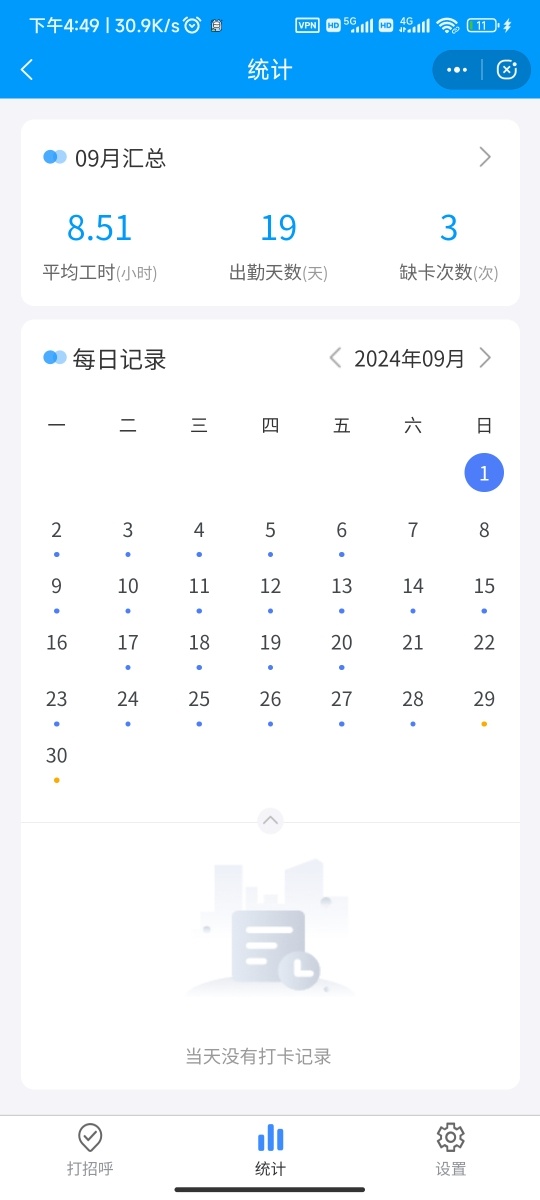 下午4:49 | 30.9K/s VPN HD 5G HD 4G 11
统计
09月汇总
8.51 19 3
平均工时(小时) 出勤天数(天) 缺卡次数(次)
每日记录 2024年09月
一 二 三 四 五 六 日
1
2 3 4 5 6 7 8
9 10 11 12 13 14 15
16 17 18 19 20 21 22
23 24 25 26 27 28 29
30
当天没有打卡记录
打招呼 统计 设置